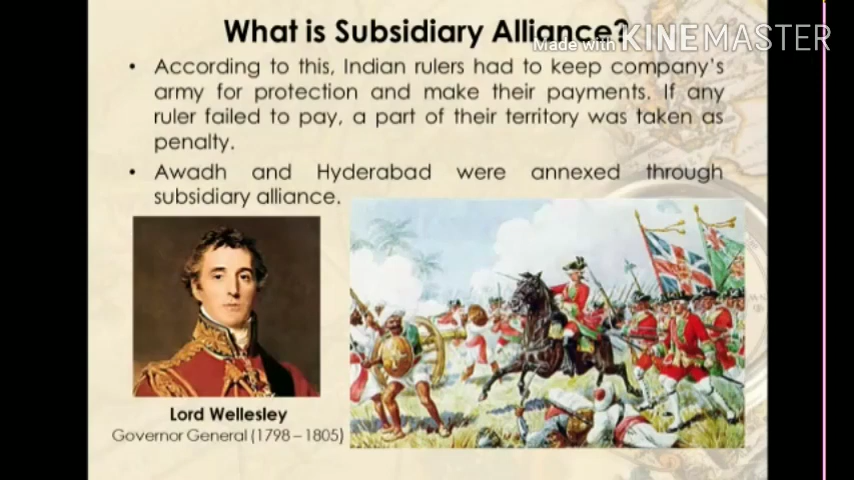 What is Subsidiary Alliance?
Made with KINEMASTER
• According to this, Indian rulers had to keep company's
army for protection and make their payments. If any
ruler failed to pay, a part of their territory was taken as
penalty.
• Awadh and Hyderabad were annexed through
subsidiary alliance.
Lord Wellesley
Governor General (1798 – 1805)